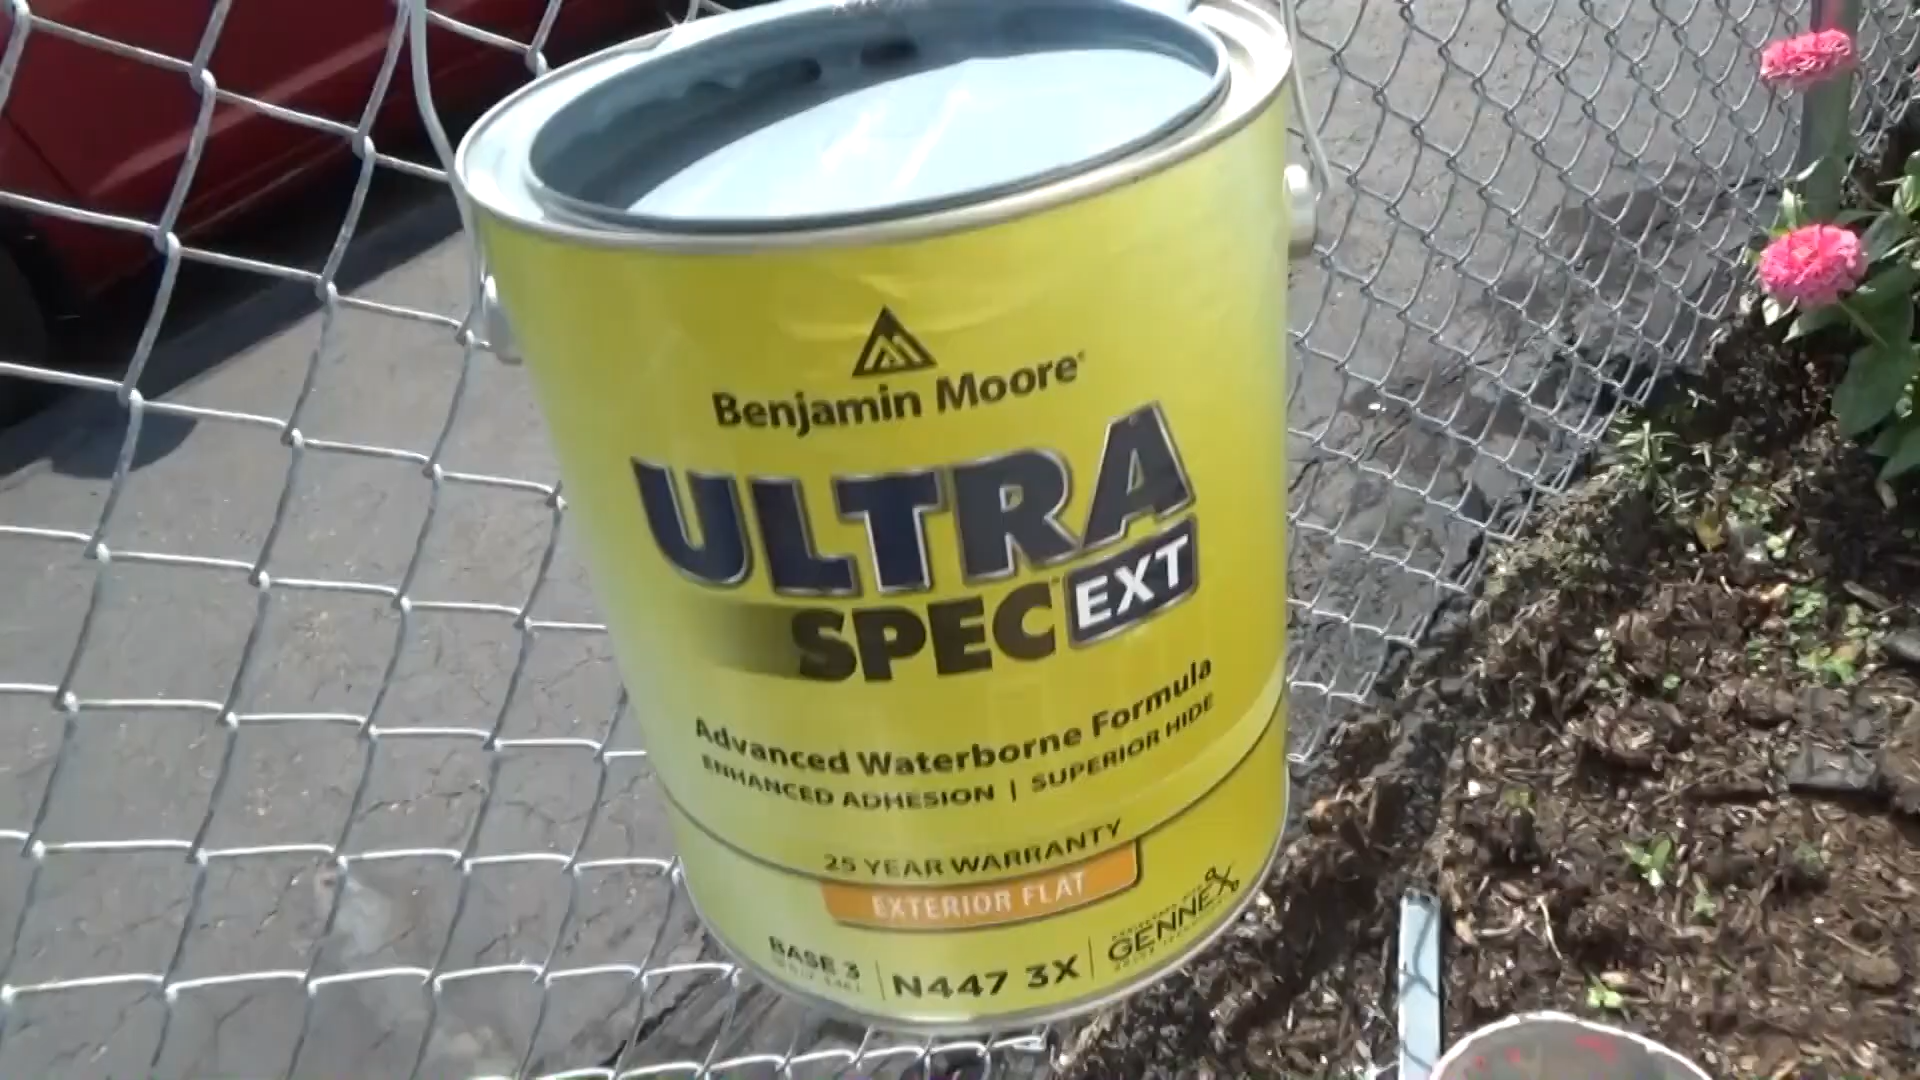 Benjamin Moore®
ULTRA
SPEC EXT
Advanced Waterborne Formula
ENHANCED ADHESION | SUPERIOR HIDE
25 YEAR WARRANTY
EXTERIOR FLAT
BASE 3 | N447 3X | GENNEX